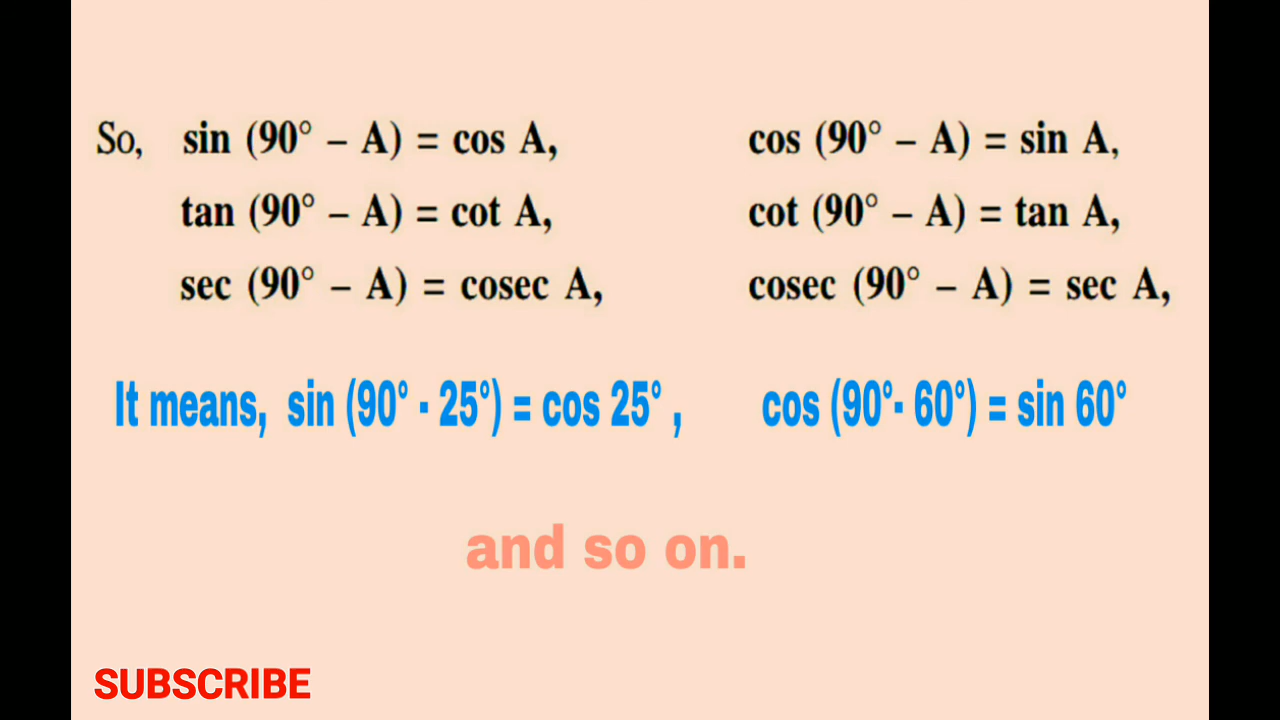 So, sin (90° – A) = cos A, cos (90° – A) = sin A,
tan (90° – A) = cot A, cot (90° – A) = tan A,
sec (90° – A) = cosec A, cosec (90° – A) = sec A,
It means, sin (90° - 25°) = cos 25° , cos (90°- 60°) = sin 60°
and so on.
SUBSCRIBE